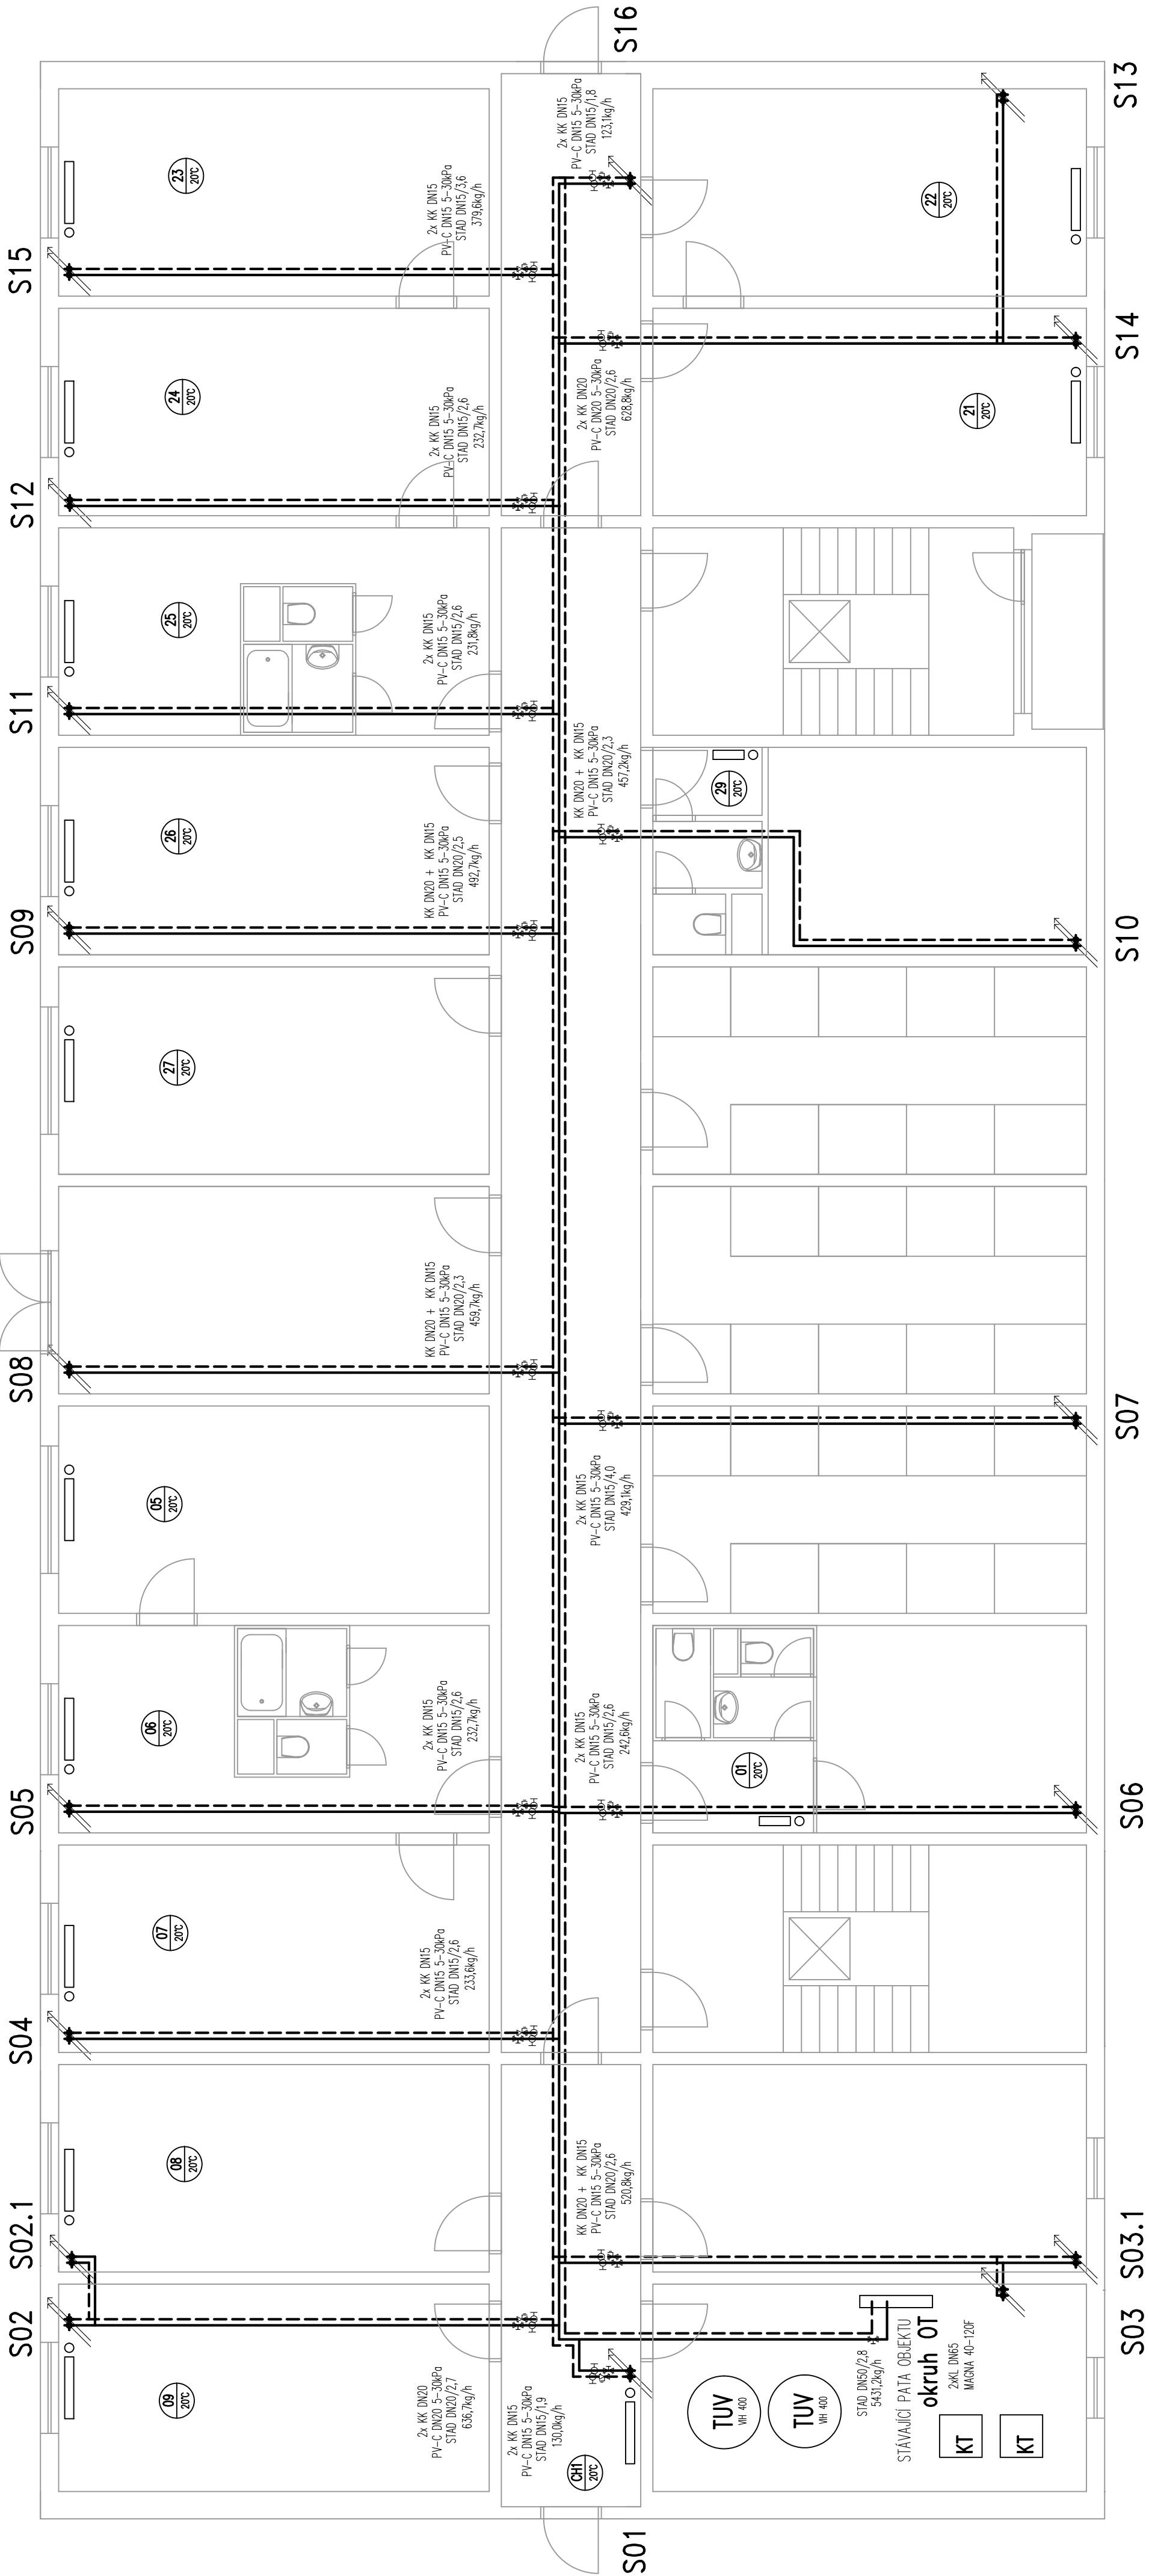 S02
S02.1
S04
S05
S08
S09
S11
S12
S15
09
20°C
08
20°C
07
20°C
06
20°C
05
20°C
27
20°C
26
20°C
25
20°C
24
20°C
23
20°C
2x KK DN20
PV-C DN20 5-30kPa
STAD DN20/2,7
636,7kg/h
2x KK DN15
PV-C DN15 5-30kPa
STAD DN15/2,6
233,6kg/h
2x KK DN15
PV-C DN15 5-30kPa
STAD DN15/2,6
232,7kg/h
KK DN20 + KK DN15
PV-C DN15 5-30kPa
STAD DN20/2,3
459,7kg/h
KK DN20 + KK DN15
PV-C DN15 5-30kPa
STAD DN20/2,5
492,7kg/h
2x KK DN15
PV-C DN15 5-30kPa
STAD DN15/2,6
231,8kg/h
2x KK DN15
PV-C DN15 5-30kPa
STAD DN15/2,6
232,7kg/h
2x KK DN15
PV-C DN15 5-30kPa
STAD DN15/3,6
379,6kg/h
2x KK DN15
PV-C DN15 5-30kPa
STAD DN15/1,9
130,0kg/h
CH1
20°C
S01
KK DN20 + KK DN15
PV-C DN15 5-30kPa
STAD DN20/2,6
520,8kg/h
2x KK DN15
PV-C DN15 5-30kPa
STAD DN15/2,6
242,6kg/h
2x KK DN15
PV-C DN15 5-30kPa
STAD DN15/4,0
429,1kg/h
KK DN20 + KK DN15
PV-C DN15 5-30kPa
STAD DN20/2,3
457,2kg/h
2x KK DN20
PV-C DN20 5-30kPa
STAD DN20/2,6
628,8kg/h
2x KK DN15
PV-C DN15 5-30kPa
STAD DN15/1,8
123,1kg/h
S16
TUV
VIH 400
TUV
VIH 400
STAD DN50/2,8
5431,2kg/h
STÁVAJÍCÍ PATA OBJEKTU
okruh OT
2xKL DN65
MAGNA 40-120F
KT
KT
01
20°C
29
20°C
21
20°C
22
20°C
S03
S03.1
S06
S07
S10
S14
S13